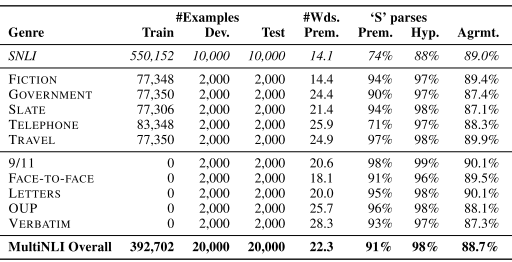 #Examples #Wds. ‘S’ parses
Genre Train Dev. Test Prem. Prem. Hyp. Agrmt.
SNLI 550,152 10,000 10,000 14.1 74% 88% 89.0%
FICTION 77,348 2,000 2,000 14.4 94% 97% 89.4%
GOVERNMENT 77,350 2,000 2,000 24.4 90% 97% 87.4%
SLATE 77,306 2,000 2,000 21.4 94% 98% 87.1%
TELEPHONE 83,348 2,000 2,000 25.9 71% 97% 88.3%
TRAVEL 77,350 2,000 2,000 24.9 97% 98% 89.9%
9/11 0 2,000 2,000 20.6 98% 99% 90.1%
FACE-TO-FACE 0 2,000 2,000 18.1 91% 96% 89.5%
LETTERS 0 2,000 2,000 20.0 95% 98% 90.1%
OUP 0 2,000 2,000 25.7 96% 98% 88.1%
VERBATIM 0 2,000 2,000 28.3 93% 97% 87.3%
MultiNLI Overall 392,702 20,000 20,000 22.3 91% 98% 88.7%